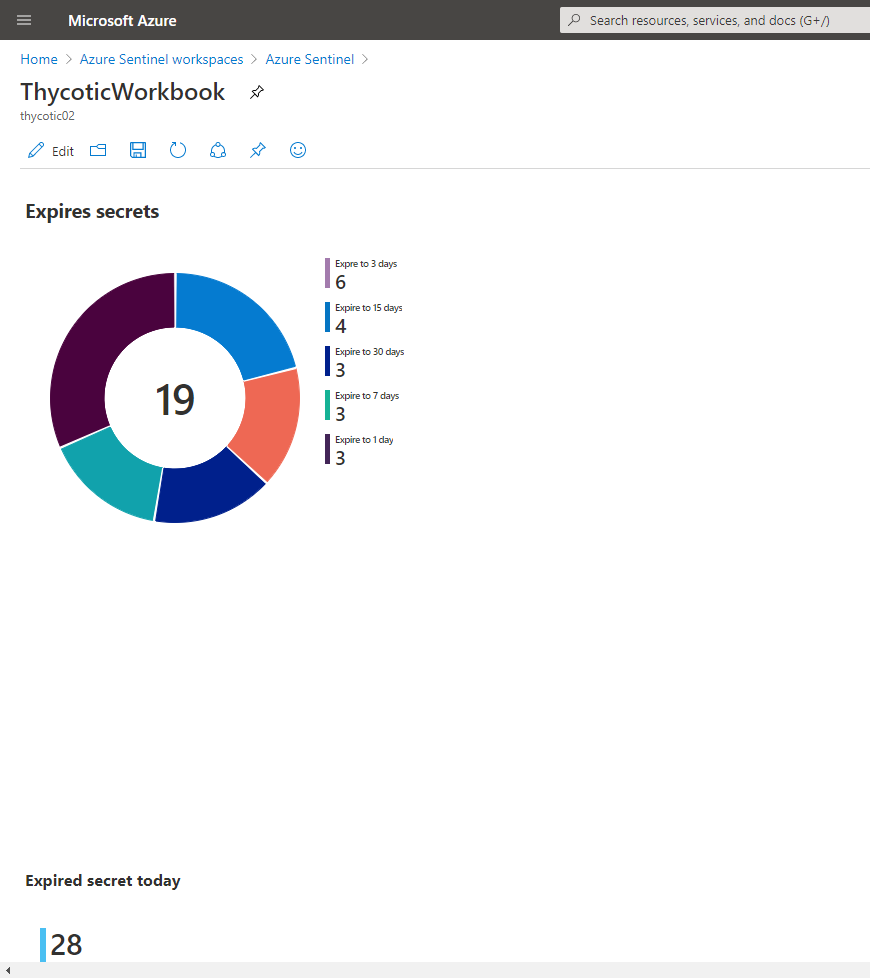 Microsoft Azure
Search resources, services, and docs (G+/)
Home > Azure Sentinel workspaces > Azure Sentinel >
ThycoticWorkbook
thycotic02
Edit
Expires secrets
19
Expre to 3 days
6
Expire to 15 days
4
Expire to 30 days
3
Expire to 7 days
3
Expire to 1 day
3
Expired secret today
28